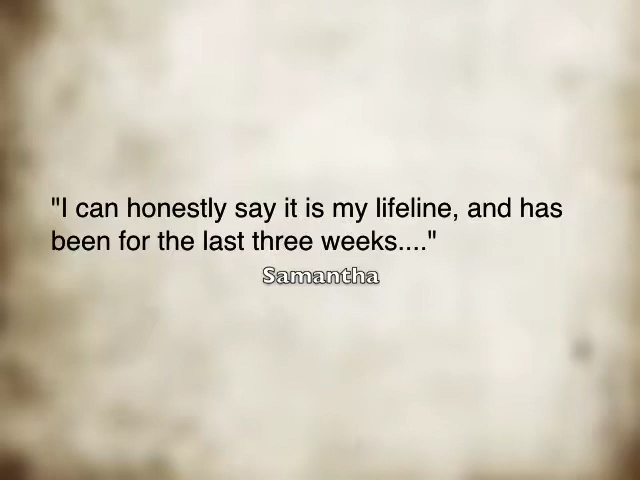 "I can honestly say it is my lifeline, and has
been for the last three weeks...."
Samantha